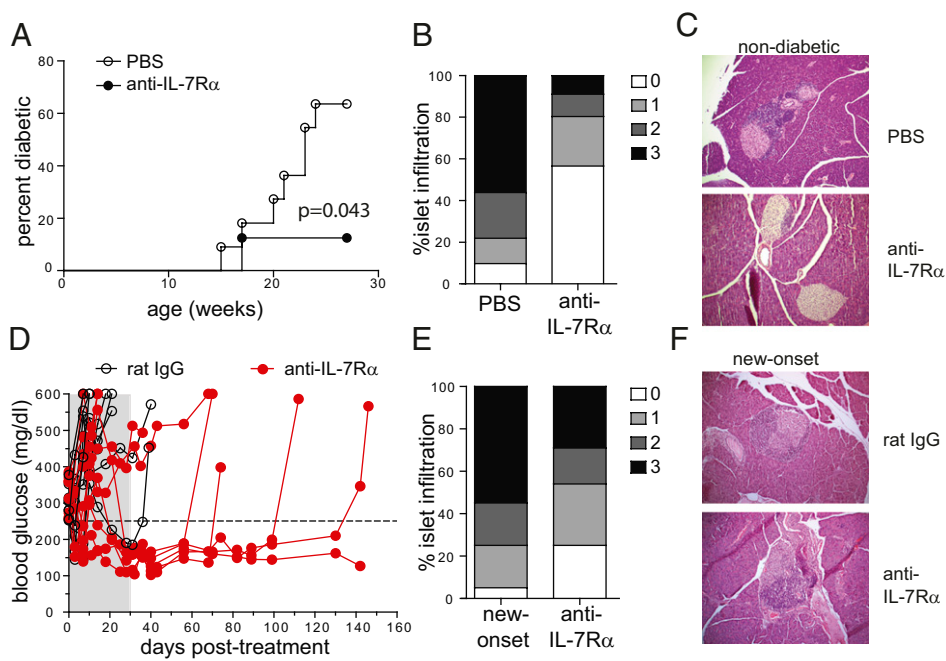 A
PBS
anti-IL-7Rα
80
60
40
20
0
percent diabetic
p=0.043
0 10 20 30
age (weeks)
B
100
80
60
40
20
0
%islet infiltration
0
1
2
3
PBS
anti-
IL-7Rα
C
non-diabetic
PBS
anti-
IL-7Rα
D
rat IgG
anti-IL-7Rα
600
500
400
300
200
100
blood glucose (mg/dl)
0 20 40 60 80 100 120 140 160
days post-treatment
E
100
80
60
40
20
0
% islet infiltration
0
1
2
3
new-
onset
anti-
IL-7Rα
F
new-onset
rat IgG
anti-
IL-7Rα